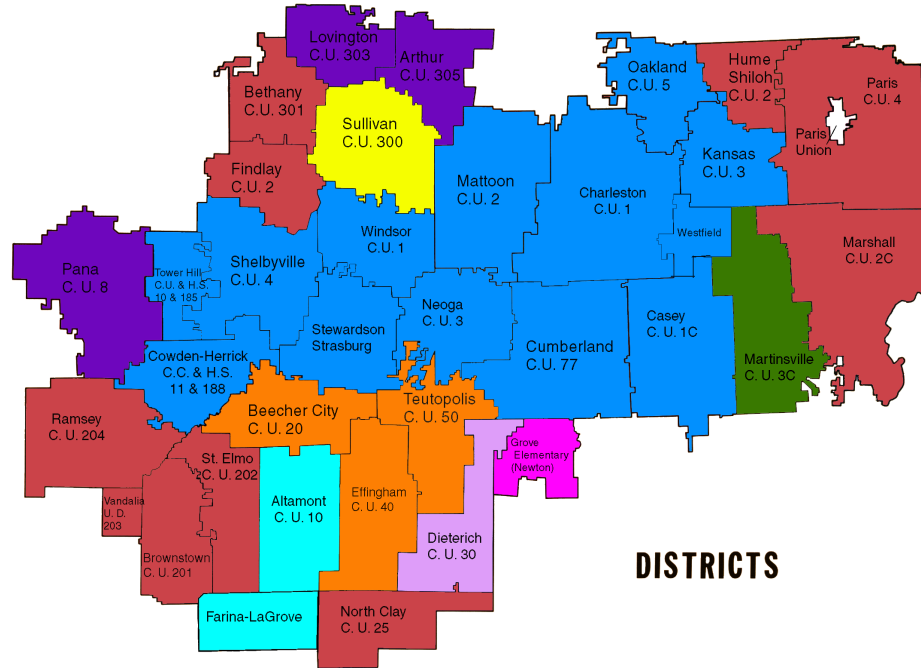 Lovington
C.U. 303
Arthur
C.U. 305
Bethany
C.U. 301
Sullivan
C.U. 300
Findlay
C.U. 2
Mattoon
C.U. 2
Charleston
C.U. 1
Oakland
C.U. 5
Hume
Shiloh
C.U. 2
Paris
C.U. 4
Paris
Union
Kansas
C.U. 3
Westfield
Marshall
C.U. 2C
Pana
C. U. 8
Tower Hill
C.U. & H.S.
10 & 185
Shelbyville
C.U. 4
Windsor
C.U. 1
Stewardson
Strasburg
Neoga
C. U. 3
Cumberland
C.U. 77
Casey
C. U. 1C
Martinsville
C. U. 3C
Cowden-Herrick
C.C. & H.S.
11 & 188
Beecher City
C.U. 20
Teutopolis
C. U. 50
Ramsey
C. U. 204
St. Elmo
C. U. 202
Vandalia
U. D.
203
Brownstown
C. U. 201
Altamont
C. U. 10
Effingham
C. U. 40
Grove
Elementary
(Newton)
Dieterich
C. U. 30
Farina-LaGrove
North Clay
C. U. 25
DISTRICTS